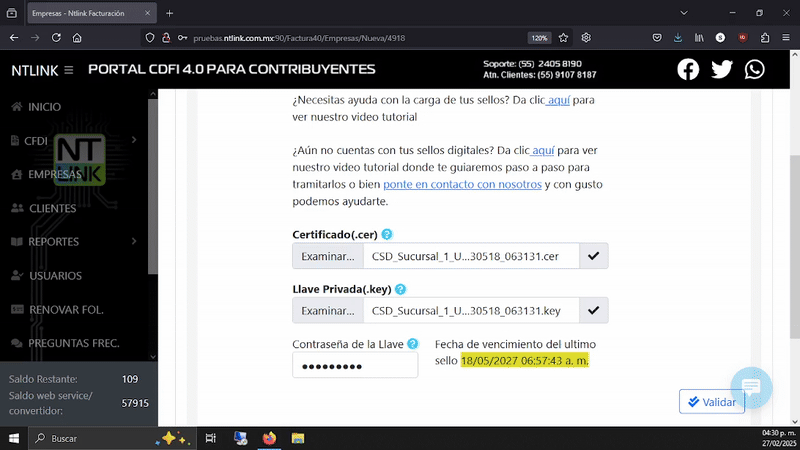 Empresas - Ntlink Facturación
pruebas.ntlink.com.mx:90/Factura40/Empresas/Nueva/4918
120%
NTLINK
PORTAL CDFI 4.0 PARA CONTRIBUYENTES
Soporte: (55) 2405 8190
Atn. Clientes: (55) 9107 8187
INICIO
CFDI
EMPRESAS
CLIENTES
REPORTES
USUARIOS
RENOVAR FOL.
PREGUNTAS FREC.
NT
LINK
Saldo Restante: 109
Saldo web service/
convertidor: 57915
¿Necesitas ayuda con la carga de tus sellos? Da clic aquí para
ver nuestro video tutorial
¿Aún no cuentas con tus sellos digitales? Da clic aquí para ver
nuestro video tutorial donde te guiaremos paso a paso para
tramitarlos o bien ponte en contacto con nosotros y con gusto
podemos ayudarte.
Certificado(.cer)
Examinar... CSD_Sucursal_1_U...30518_063131.cer
Llave Privada(.key)
Examinar... CSD_Sucursal_1_U...30518_063131.key
Contraseña de la Llave
Fecha de vencimiento del ultimo
sello 18/05/2027 06:57:43 a. m.
Validar
Buscar
04:30 p. m.
27/02/2025